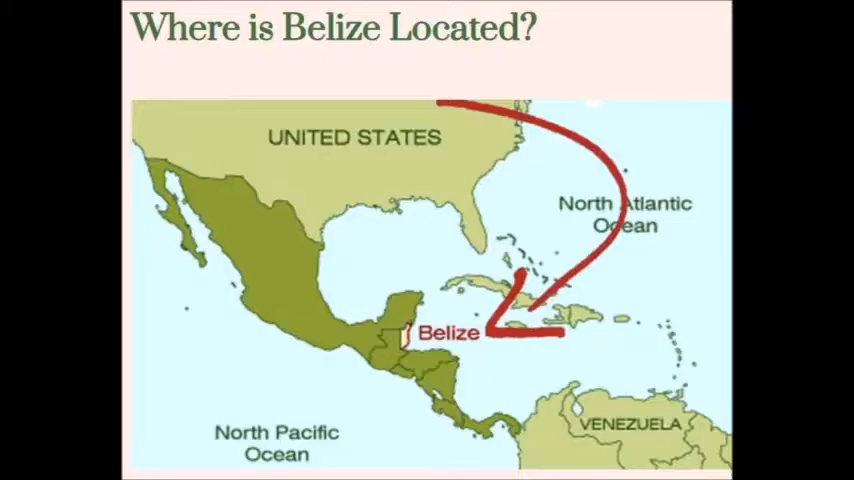 Where is Belize Located?
UNITED STATES
North Atlantic
Ocean
Belize
VENEZUELA
North Pacific
Ocean